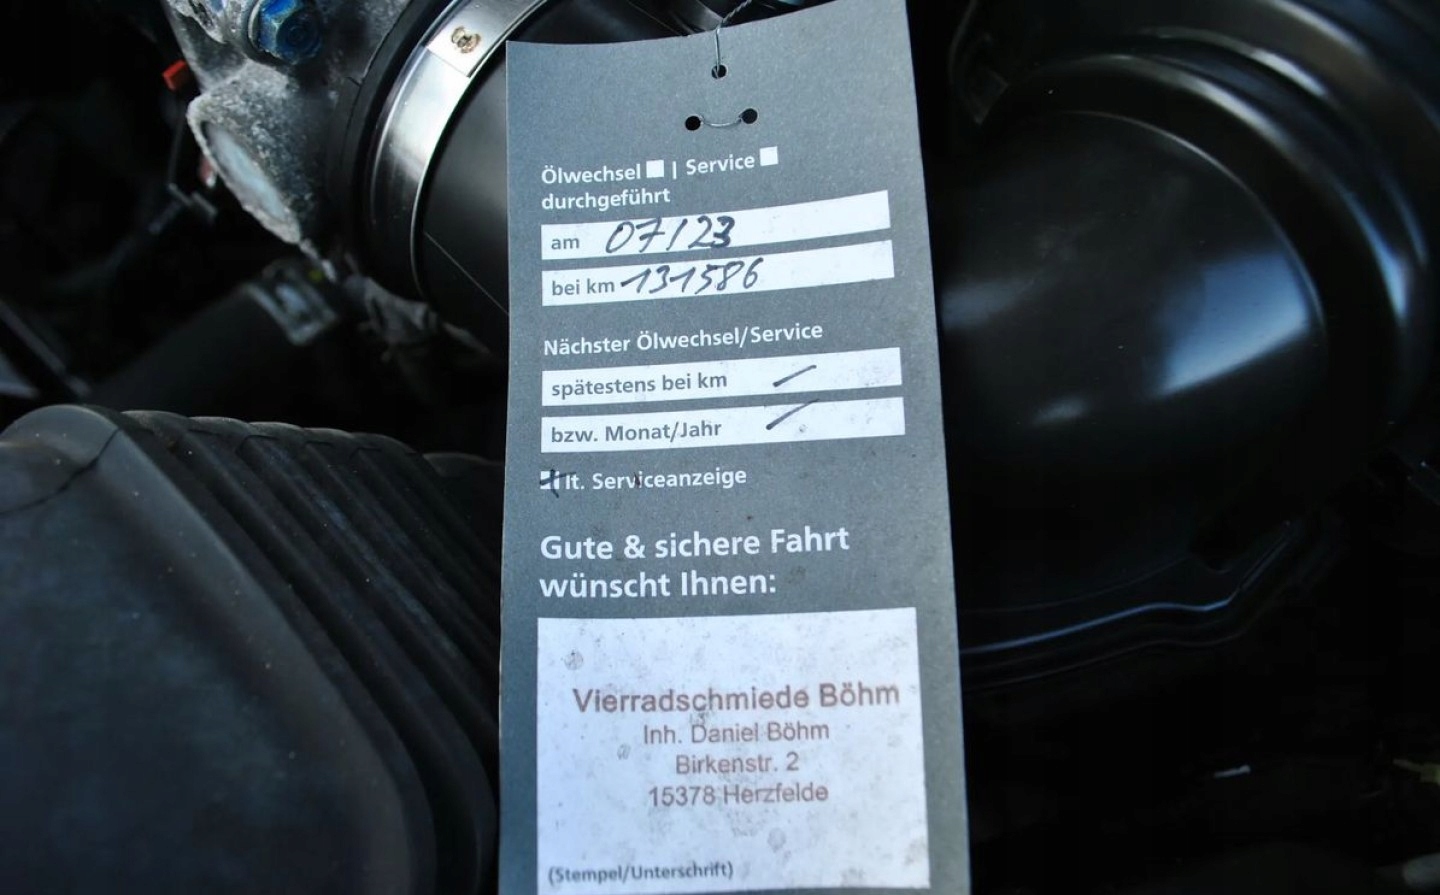 Ölwechsel | Service
durchgeführt
am 07/23
bei km 131586
Nächster Ölwechsel/Service
spätestens bei km —
bzw. Monat/Jahr —
lt. Serviceanzeige
Gute & sichere Fahrt
wünscht Ihnen:
Vierradschmiede Böhm
Inh. Daniel Böhm
Birkenstr. 2
15378 Herzfelde
(Stempel/Unterschrift)